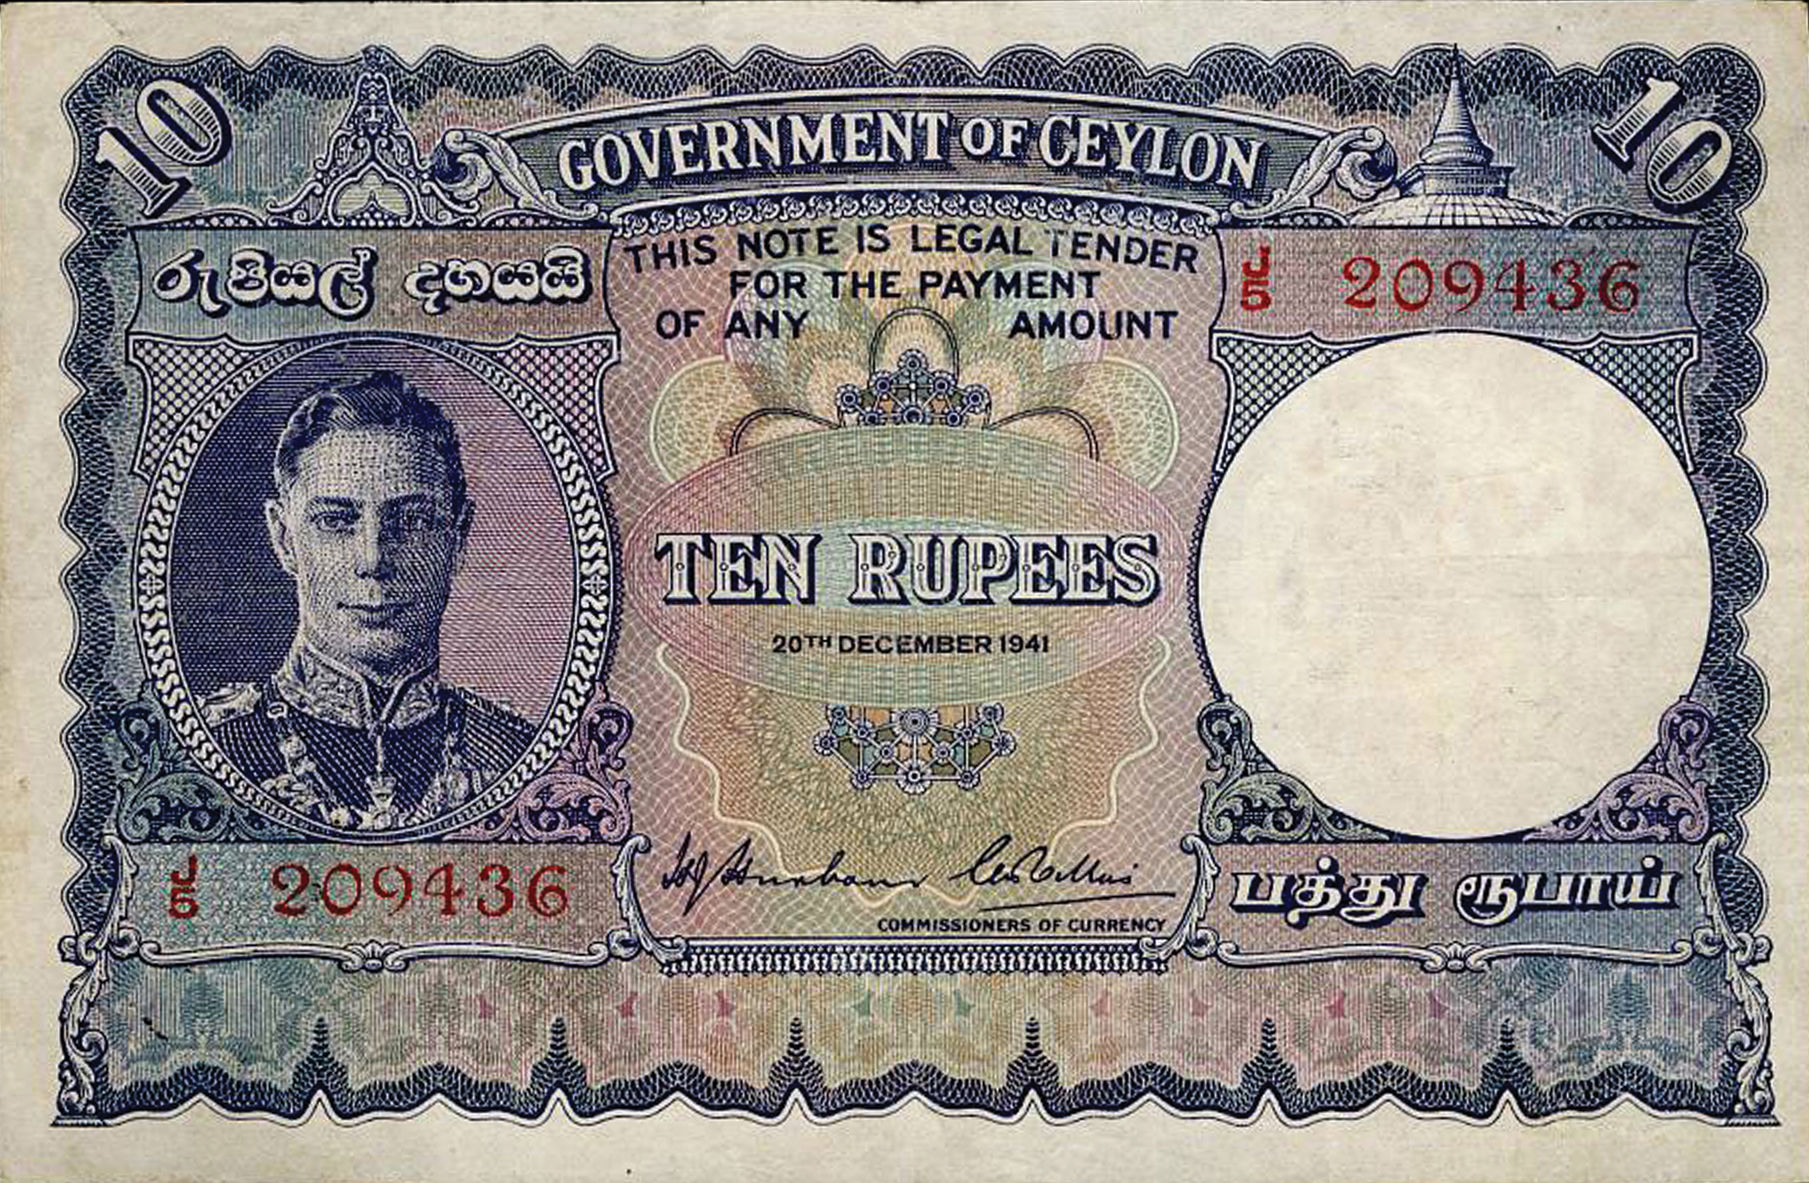 10
10
GOVERNMENT OF CEYLON
රුපියල් දහයයි
THIS NOTE IS LEGAL TENDER
FOR THE PAYMENT
OF ANY AMOUNT
J/5 209436
TEN RUPEES
20TH DECEMBER 1941
J/5 209436
COMMISSIONERS OF CURRENCY
பத்து ரூபாய்